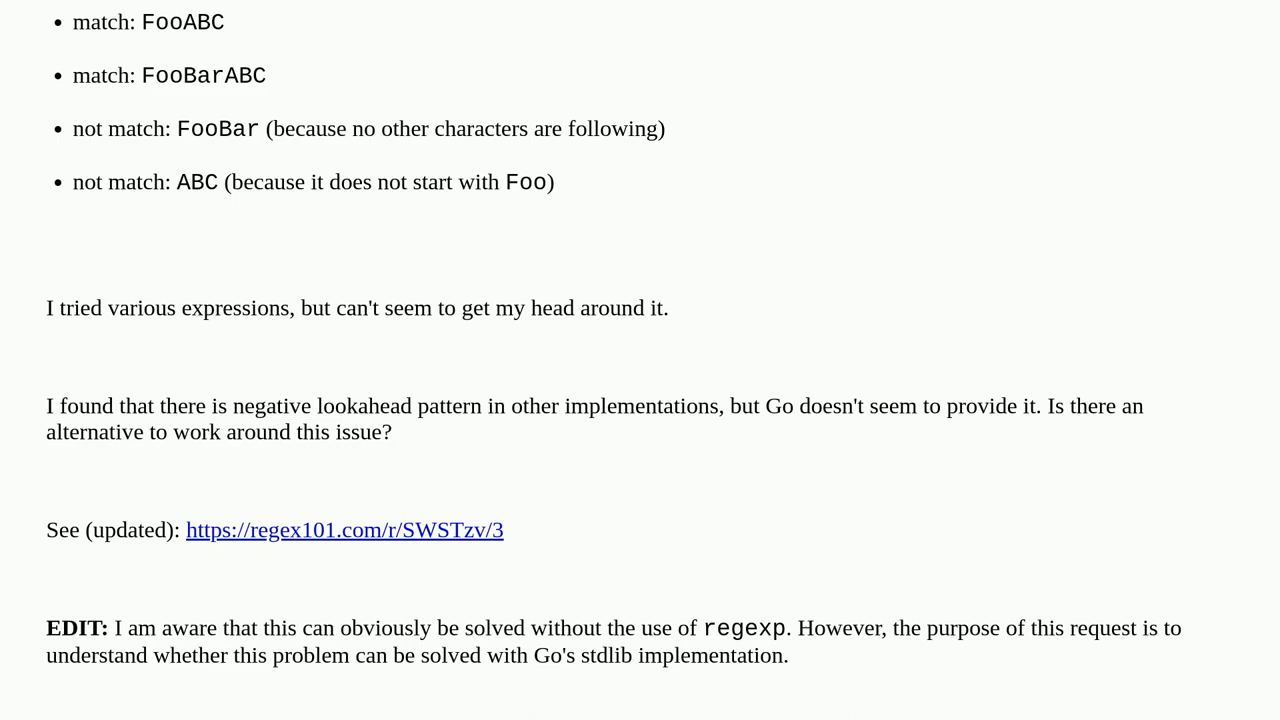 • match: FooABC
• match: FooBarABC
• not match: FooBar (because no other characters are following)
• not match: ABC (because it does not start with Foo)
I tried various expressions, but can't seem to get my head around it.
I found that there is negative lookahead pattern in other implementations, but Go doesn't seem to provide it. Is there an
alternative to work around this issue?
See (updated): https://regex101.com/r/SWSTzv/3
EDIT: I am aware that this can obviously be solved without the use of regexp. However, the purpose of this request is to
understand whether this problem can be solved with Go's stdlib implementation.